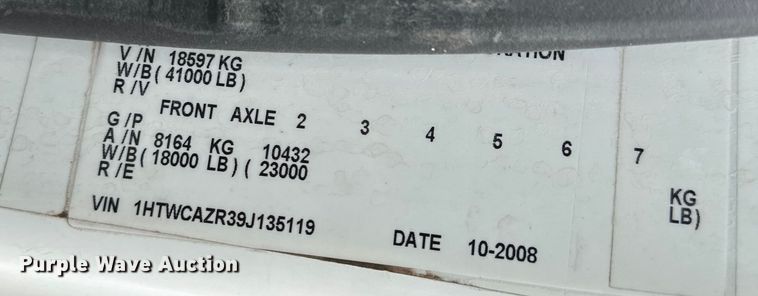 RATION
V/N 18597 KG
W/B( 41000 LB)
R/V
FRONT AXLE 2 3 4 5 6 7
G/P
A/N 8164 KG 10432 KG
W/B( 18000 LB) ( 23000 LB)
R/E
VIN 1HTWCAZR39J135119 DATE 10-2008
Purple Wave Auction